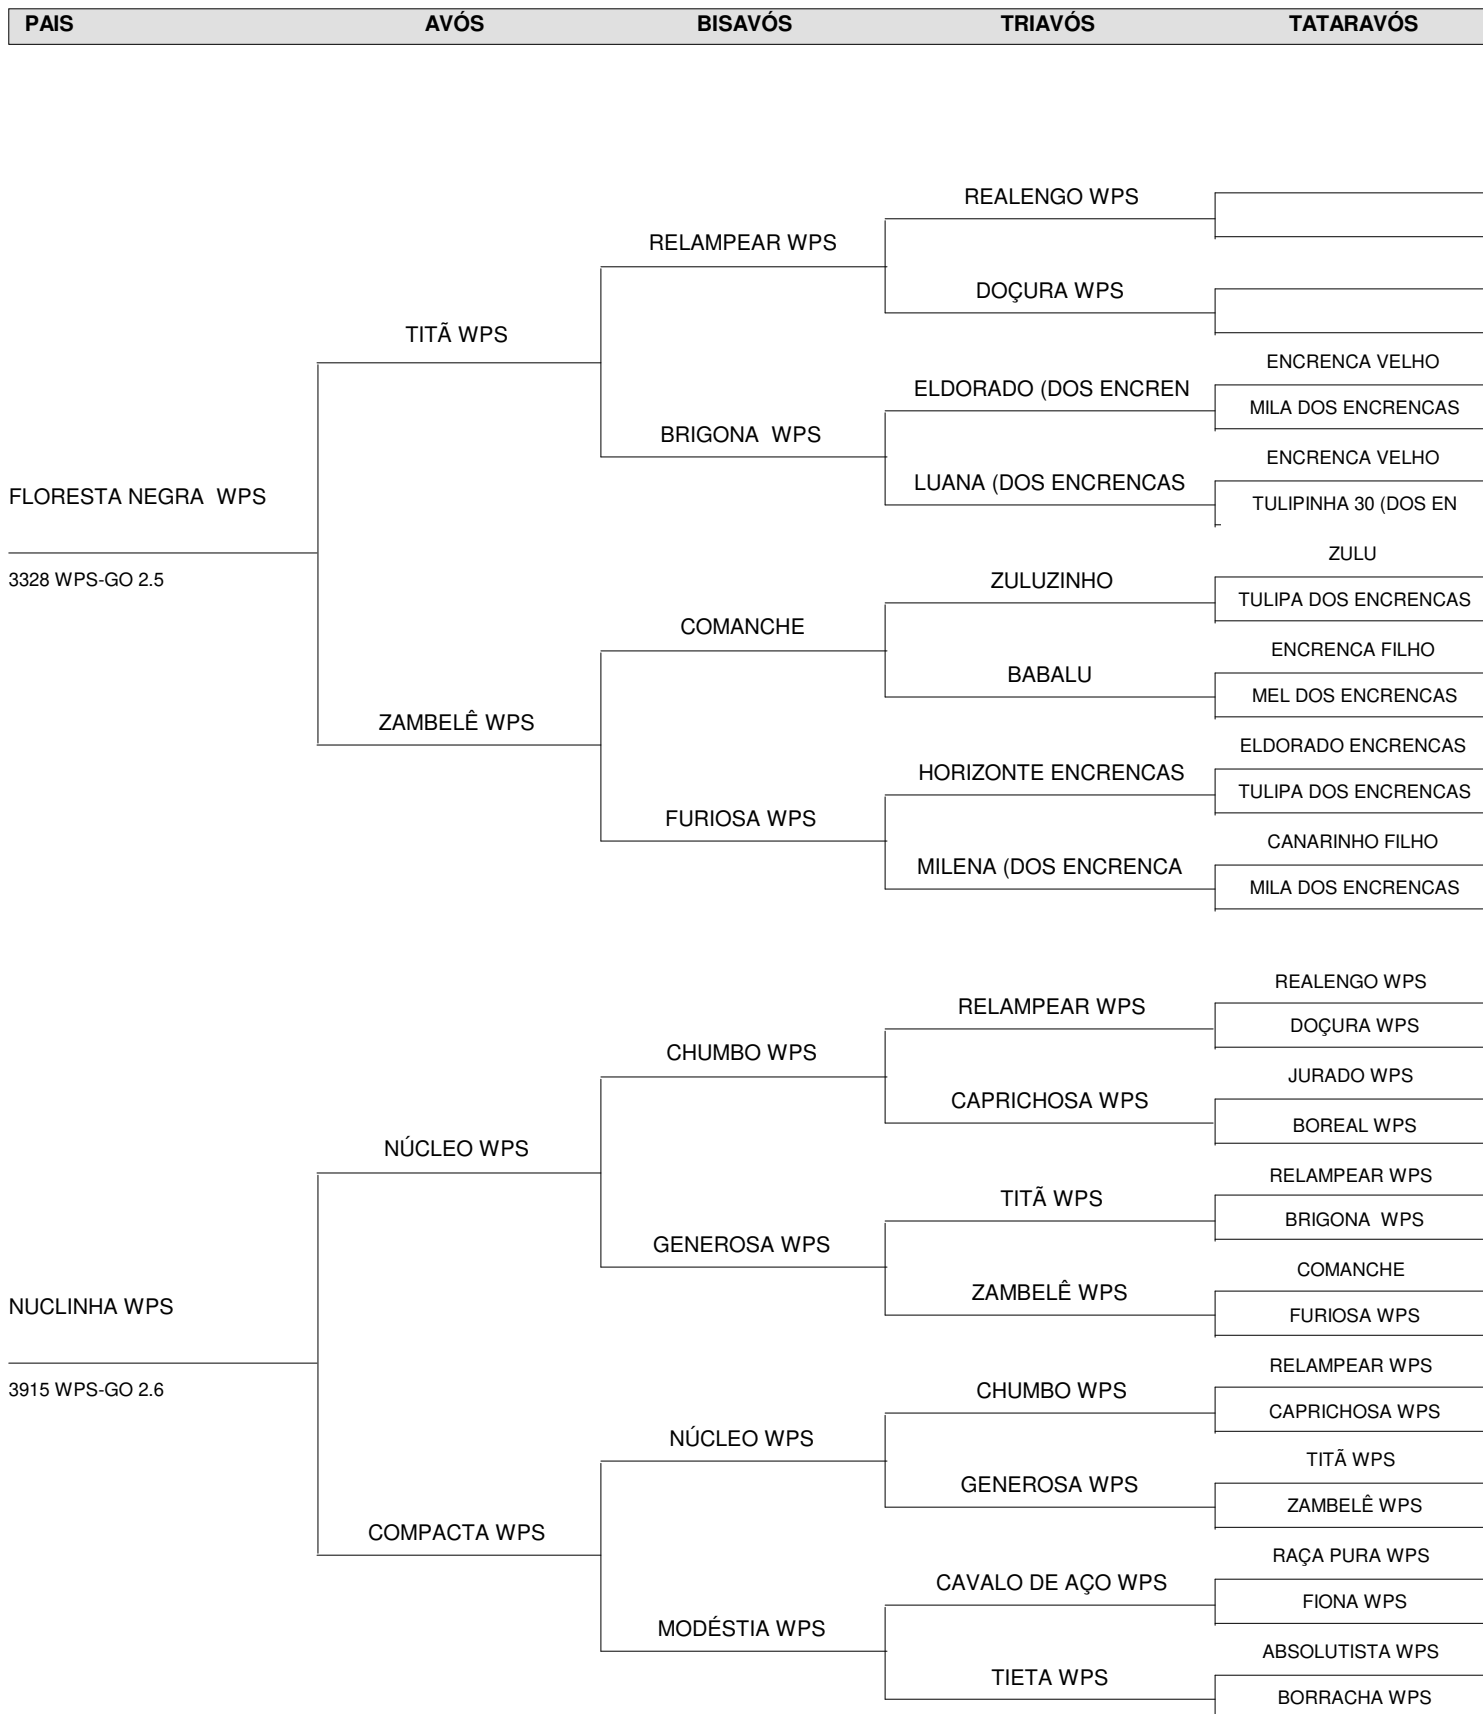 PAIS AVÓS BISAVÓS TRIAVÓS TATARAVÓS
REALENGO WPS
RELAMPEAR WPS
DOÇURA WPS
TITÃ WPS
ENCRENCA VELHO
ELDORADO (DOS ENCREN
MILA DOS ENCRENCAS
BRIGONA WPS
ENCRENCA VELHO
LUANA (DOS ENCRENCAS
FLORESTA NEGRA WPS
TULIPINHA 30 (DOS EN
ZULU
3328 WPS-GO 2.5
ZULUZINHO
TULIPA DOS ENCRENCAS
COMANCHE
ENCRENCA FILHO
BABALU
MEL DOS ENCRENCAS
ZAMBELÊ WPS
ELDORADO ENCRENCAS
HORIZONTE ENCRENCAS
TULIPA DOS ENCRENCAS
FURIOSA WPS
CANARINHO FILHO
MILENA (DOS ENCRENCA
MILA DOS ENCRENCAS
REALENGO WPS
RELAMPEAR WPS
DOÇURA WPS
CHUMBO WPS
JURADO WPS
CAPRICHOSA WPS
BOREAL WPS
NÚCLEO WPS
RELAMPEAR WPS
TITÃ WPS
BRIGONA WPS
GENEROSA WPS
COMANCHE
ZAMBELÊ WPS
NUCLINHA WPS
FURIOSA WPS
RELAMPEAR WPS
3915 WPS-GO 2.6
CHUMBO WPS
CAPRICHOSA WPS
NÚCLEO WPS
TITÃ WPS
GENEROSA WPS
ZAMBELÊ WPS
COMPACTA WPS
RAÇA PURA WPS
CAVALO DE AÇO WPS
FIONA WPS
MODÉSTIA WPS
ABSOLUTISTA WPS
TIETA WPS
BORRACHA WPS